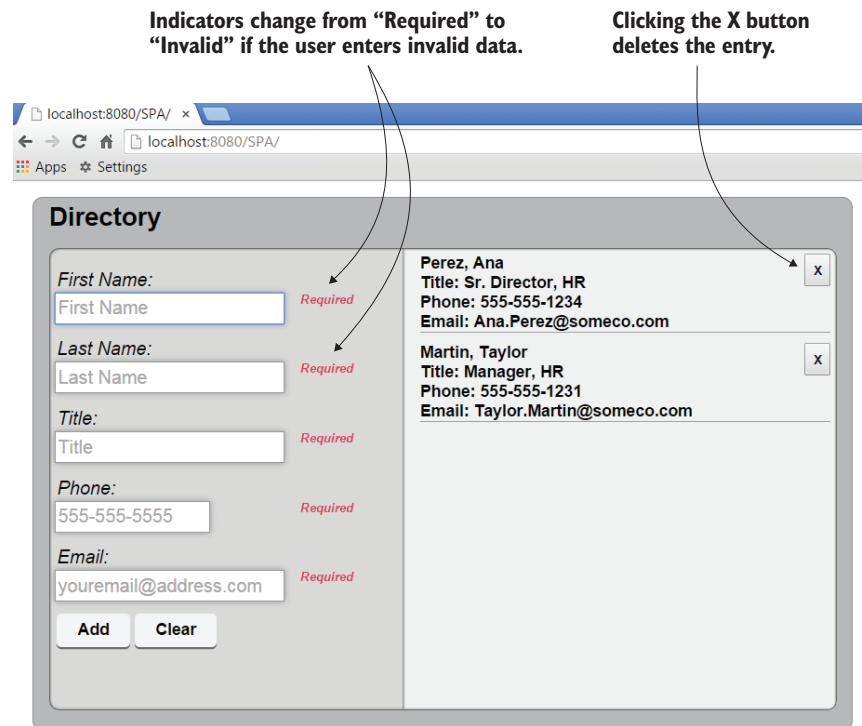 Indicators change from “Required” to
“Invalid” if the user enters invalid data.
Clicking the X button
deletes the entry.
localhost:8080/SPA/ ×
localhost:8080/SPA/
Apps Settings
Directory
First Name:
First Name
Required
Last Name:
Last Name
Required
Title:
Title
Required
Phone:
555-555-5555
Required
Email:
youremail@address.com
Required
Add Clear
Perez, Ana
x
Title: Sr. Director, HR
Phone: 555-555-1234
Email: Ana.Perez@someco.com
Martin, Taylor
x
Title: Manager, HR
Phone: 555-555-1231
Email: Taylor.Martin@someco.com